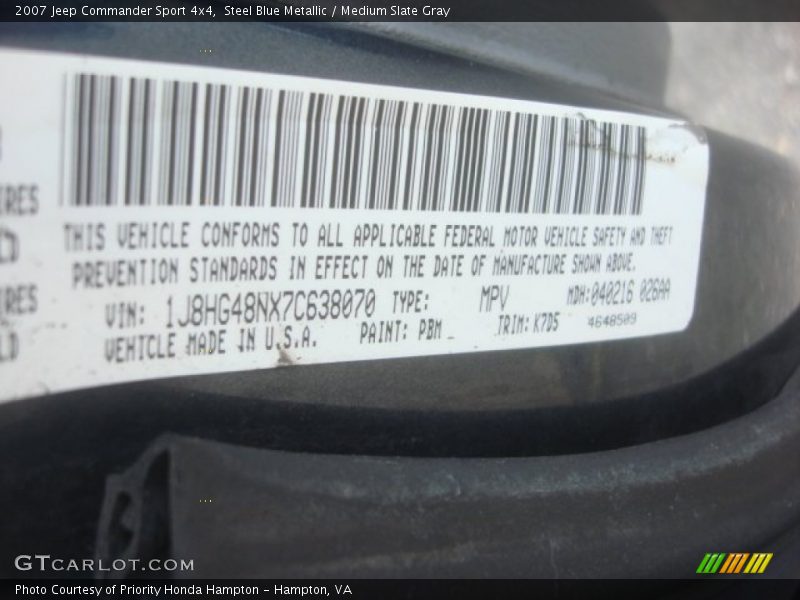 2007 Jeep Commander Sport 4x4, Steel Blue Metallic / Medium Slate Gray
THIS VEHICLE CONFORMS TO ALL APPLICABLE FEDERAL MOTOR VEHICLE SAFETY AND THEFT
PREVENTION STANDARDS IN EFFECT ON THE DATE OF MANUFACTURE SHOWN ABOVE.
VIN: 1J8HG48NX7C638070 TYPE: MPV MDH:040216 026AA
VEHICLE MADE IN U.S.A. PAINT: PBM TRIM: K7D5 4648509
GTCARLOT.COM
Photo Courtesy of Priority Honda Hampton - Hampton, VA